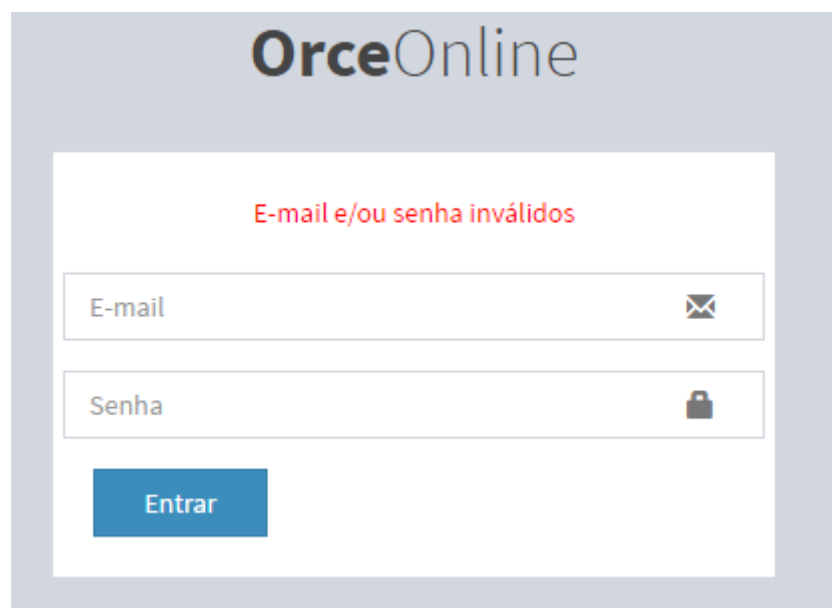 OrceOnline
E-mail e/ou senha inválidos
E-mail
Senha
Entrar